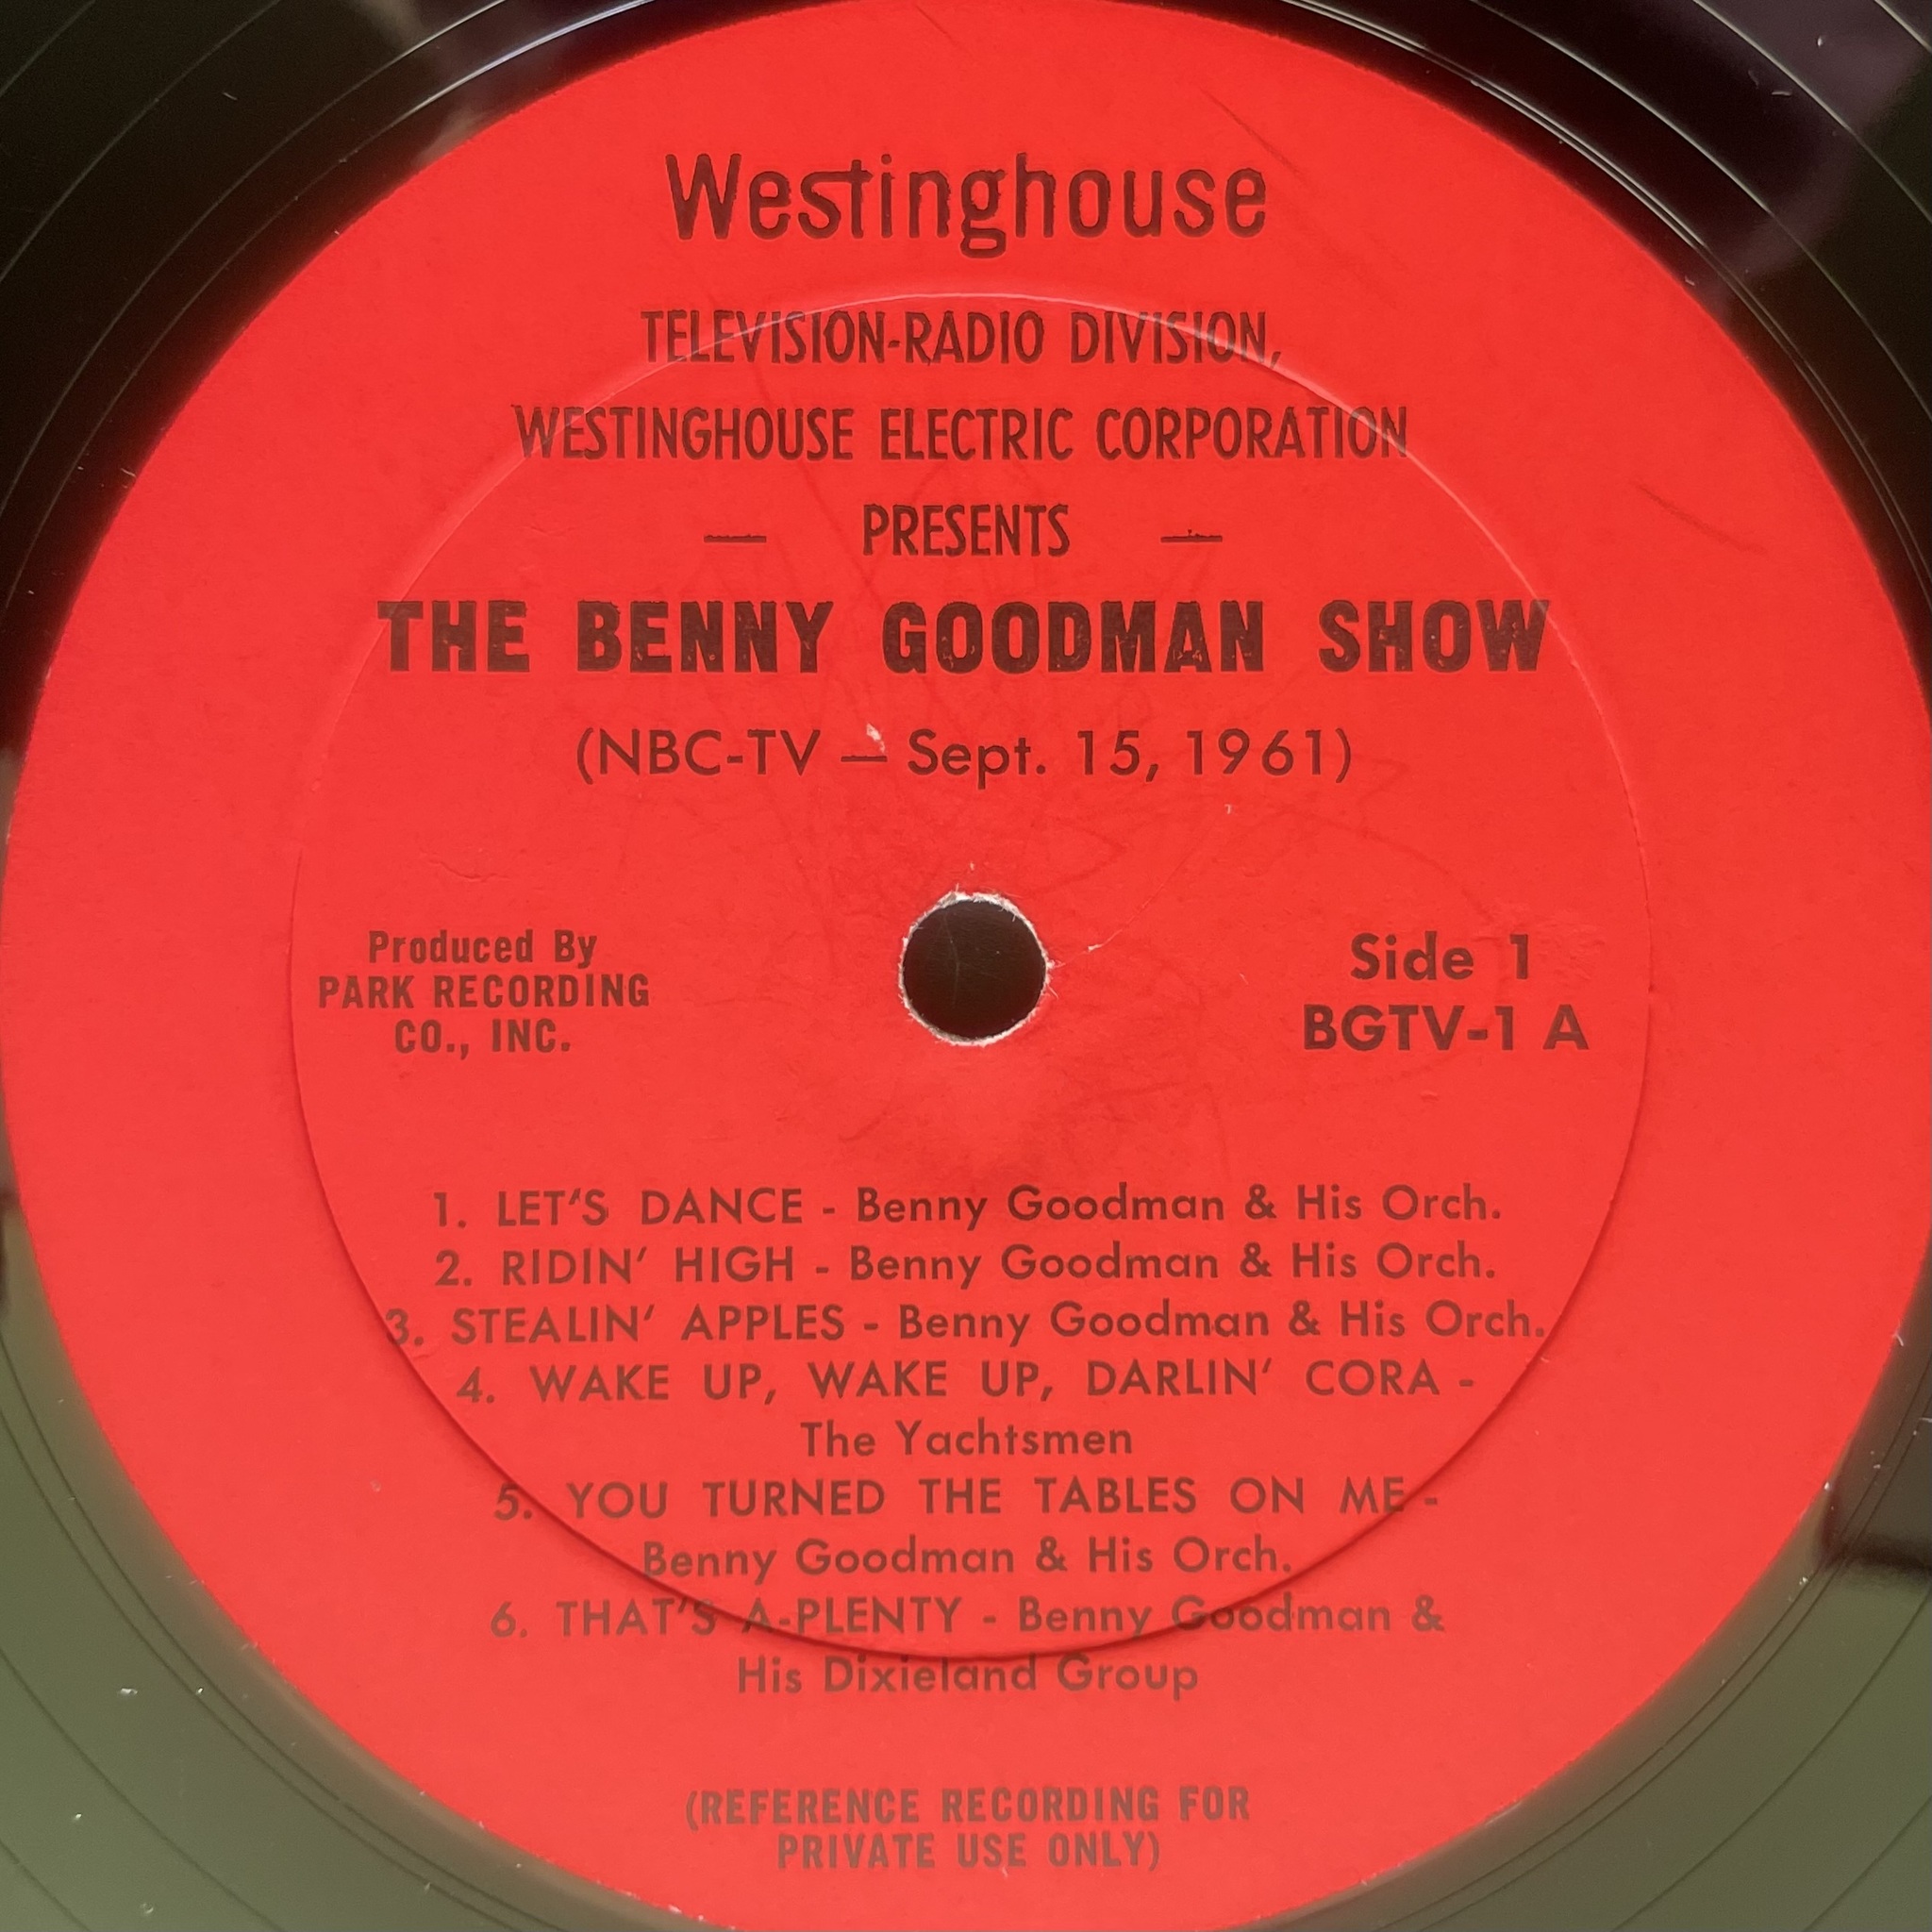 Westinghouse
TELEVISION-RADIO DIVISION,
WESTINGHOUSE ELECTRIC CORPORATION
— PRESENTS —
THE BENNY GOODMAN SHOW
(NBC-TV — Sept. 15, 1961)
Produced By
PARK RECORDING
CO., INC.
Side 1
BGTV-1 A
1. LET'S DANCE - Benny Goodman & His Orch.
2. RIDIN' HIGH - Benny Goodman & His Orch.
3. STEALIN' APPLES - Benny Goodman & His Orch.
4. WAKE UP, WAKE UP, DARLIN' CORA -
The Yachtsmen
5. YOU TURNED THE TABLES ON ME -
Benny Goodman & His Orch.
6. THAT'S A-PLENTY - Benny Goodman &
His Dixieland Group
(REFERENCE RECORDING FOR
PRIVATE USE ONLY)